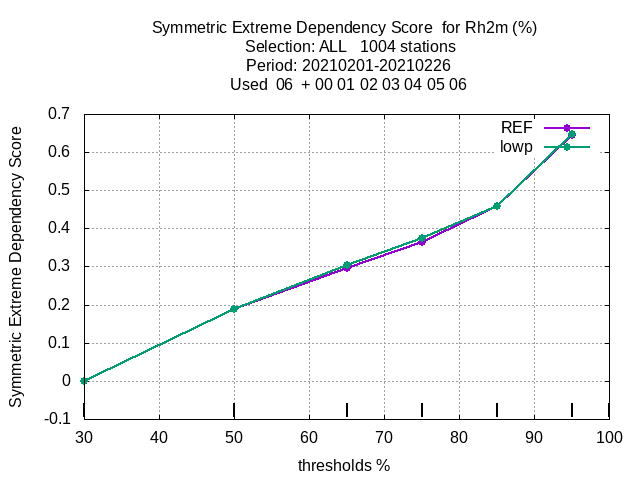 Symmetric Extreme Dependency Score  for Rh2m (%)
Selection: ALL   1004 stations
Period: 20210201-20210226
Used  06  + 00 01 02 03 04 05 06
REF
lowp
Symmetric Extreme Dependency Score
0.7
0.6
0.5
0.4
0.3
0.2
0.1
0
-0.1
30 40 50 60 70 80 90 100
thresholds %